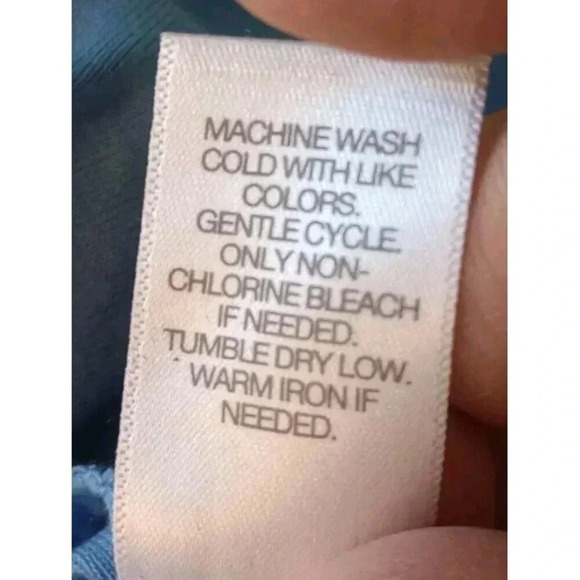 MACHINE WASH
COLD WITH LIKE
COLORS.
GENTLE CYCLE.
ONLY NON-
CHLORINE BLEACH
IF NEEDED.
TUMBLE DRY LOW.
WARM IRON IF
NEEDED.